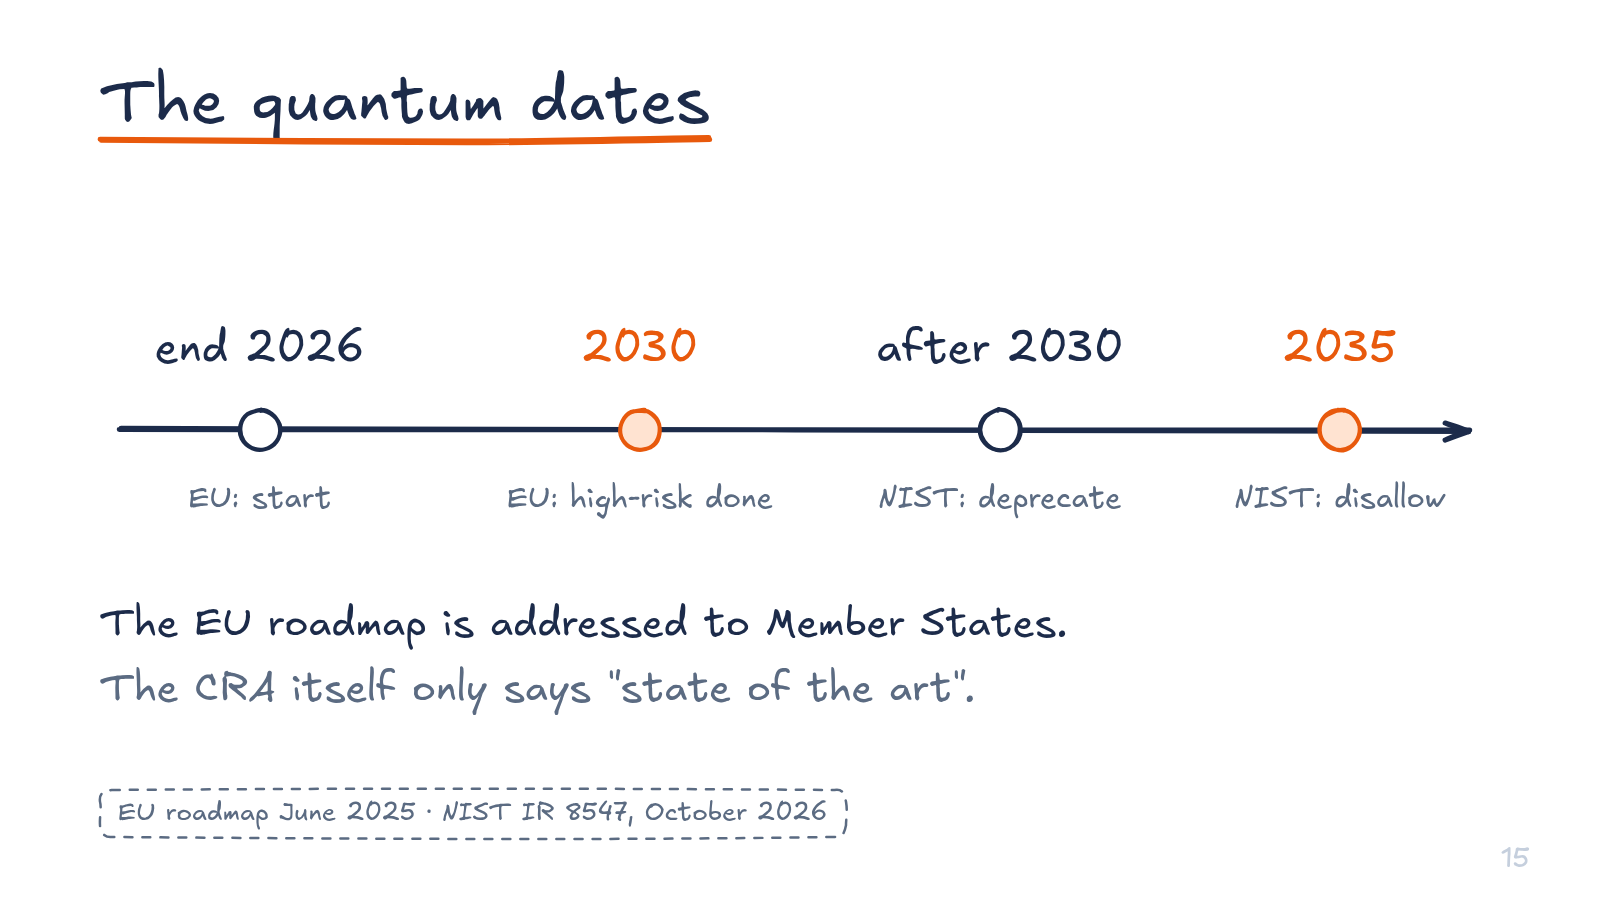 The quantum dates
end 2026
2030
after 2030
2035
EU: start
EU: high-risk done
NIST: deprecate
NIST: disallow
The EU roadmap is addressed to Member States.
The CRA itself only says "state of the art".
EU roadmap June 2025 · NIST IR 8547, October 2026
15